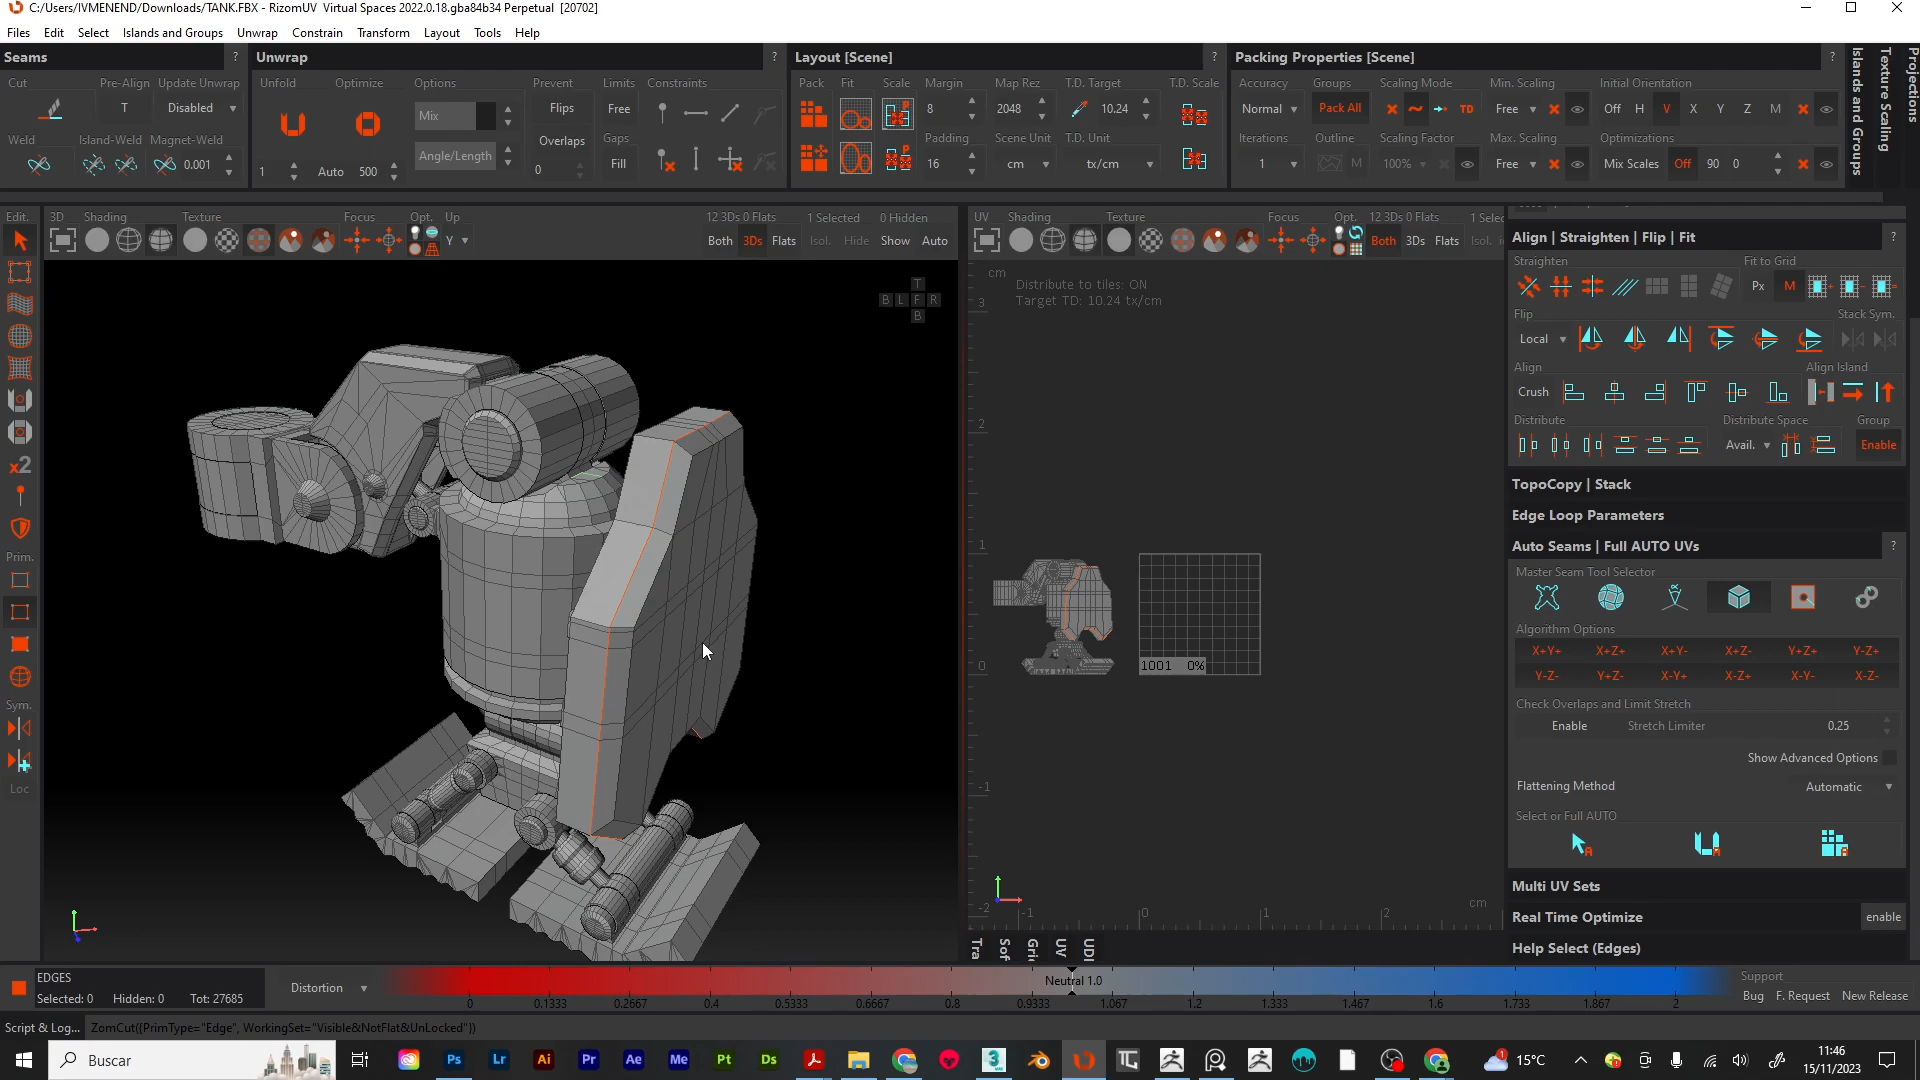 C:/Users/IVMENEND/Downloads/TANK.FBX - RizomUV Virtual Spaces 2022.0.18.gba84b34 Perpetual [20702]
Files Edit Select Islands and Groups Unwrap Constrain Transform Layout Tools Help
Seams ? Unwrap ? Layout [Scene] ? Packing Properties [Scene] ?
Cut Pre-Align Update Unwrap Unfold Optimize Options Prevent Limits Constraints Pack Fit Scale Margin Map Rez T.D. Target T.D. Scale Accuracy Groups Scaling Mode Min. Scaling Initial Orientation
T Disabled Mix Flips Free 8 2048 10.24 Normal Pack All TD Free Off H V X Y Z M
Weld Island-Weld Magnet-Weld Angle/Length Overlaps Gaps Padding Scene Unit T.D. Unit Iterations Outline Scaling Factor Max. Scaling Optimizations
0.001 1 Auto 500 0 Fill 16 cm tx/cm 1 M 100% Free Mix Scales Off 90 0
Islands and Groups
Texture Scaling
Projections
Edit. 3D Shading Texture Focus Opt. Up 12 3Ds 0 Flats 1 Selected 0 Hidden
Y Both 3Ds Flats Isol. Hide Show Auto
UV Shading Texture Focus Opt. 12 3Ds 0 Flats 1 Selec
Both 3Ds Flats Isol.
T
B L F R
B
cm
Distribute to tiles: ON
Target TD: 10.24 tx/cm
3
2
1
0
-1
-2
1001 0%
-1 0 1 2 cm
x2
Prim.
Sym.
Loc
Tra Sof Gri UV UDI
Align | Straighten | Flip | Fit ?
Straighten Fit to Grid
Px M
Flip Stack Sym.
Local
Align Align Island
Crush
Distribute Distribute Space Group
Avail. Enable
TopoCopy | Stack
Edge Loop Parameters
Auto Seams | Full AUTO UVs ?
Master Seam Tool Selector
Algorithm Options
X+Y+ X+Z+ X+Y- X+Z- Y+Z+ Y-Z+
Y-Z- Y+Z- X-Y+ X-Z+ X-Y- X-Z-
Check Overlaps and Limit Stretch
Enable Stretch Limiter 0.25
Show Advanced Options
Flattening Method Automatic
Select or Full AUTO
Multi UV Sets
Real Time Optimize enable
Help Select (Edges)
EDGES
Selected: 0 Hidden: 0 Tot: 27685
Distortion
Neutral 1.0
0 0.1333 0.2667 0.4 0.5333 0.6667 0.8 0.9333 1.067 1.2 1.333 1.467 1.6 1.733 1.867 2
Support
Bug F. Request New Release
Script & Log... ZomCut({PrimType="Edge", WorkingSet="Visible&NotFlat&UnLocked"})
Buscar
Ps Lr Ai Pr Ae Me Pt Ds 3 1 15°C
11:46
15/11/2023